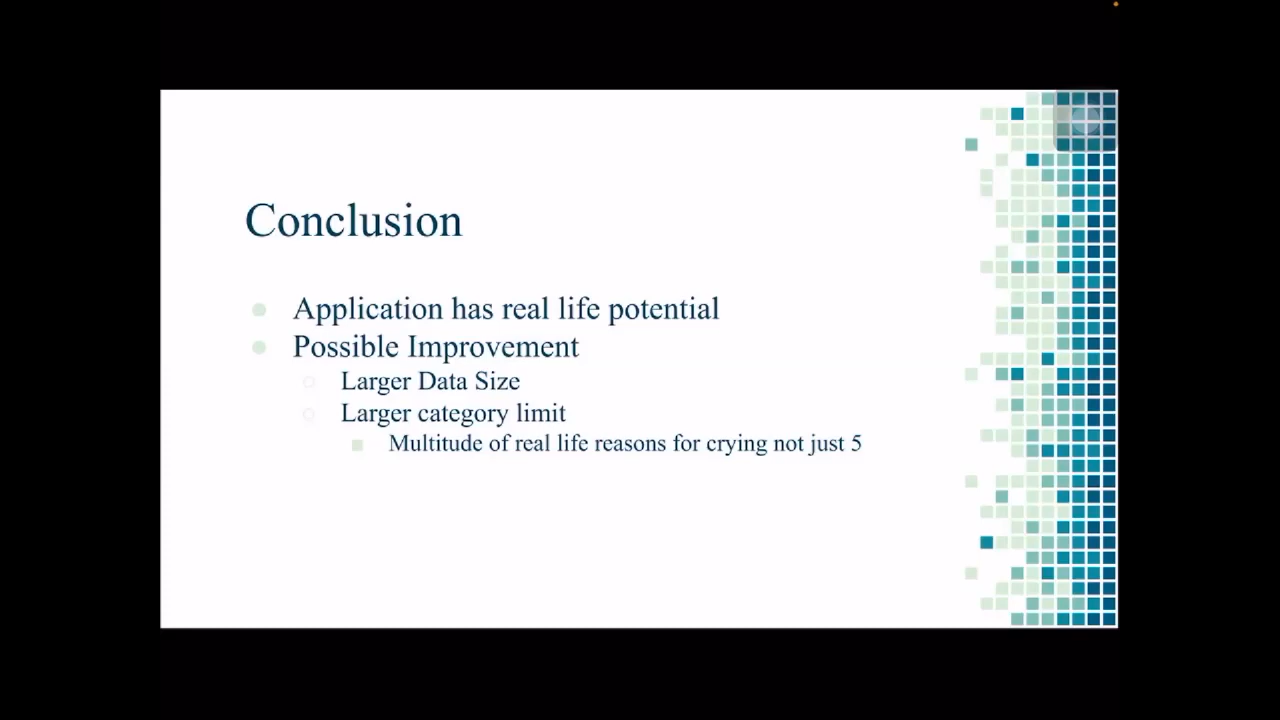 Conclusion
Application has real life potential
Possible Improvement
Larger Data Size
Larger category limit
Multitude of real life reasons for crying not just 5